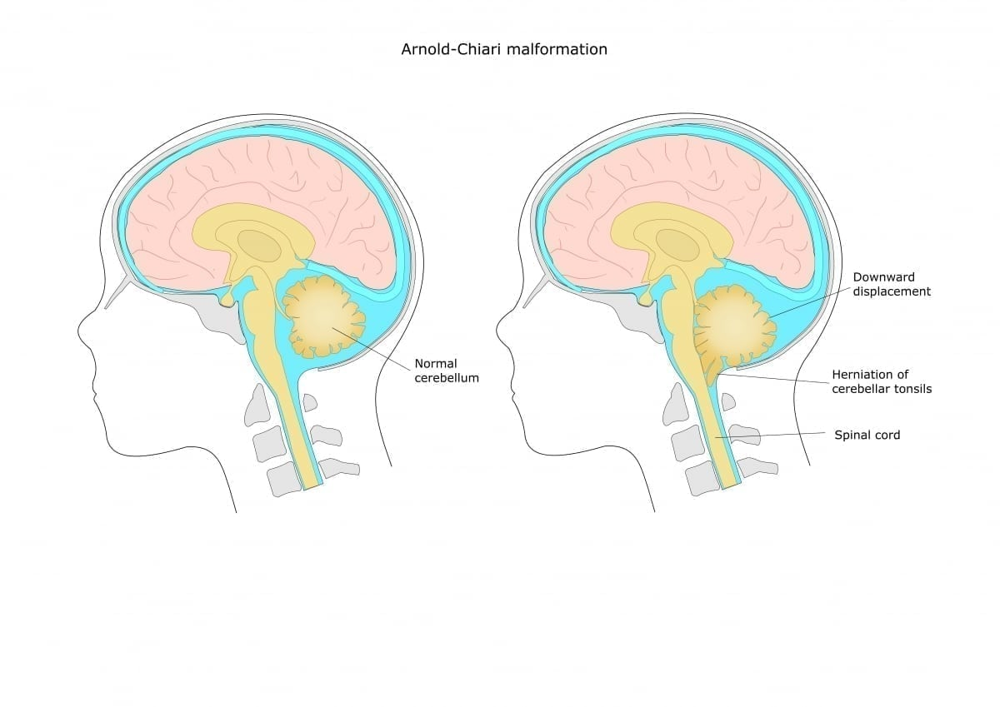 Arnold-Chiari malformation
Normal
cerebellum
Downward
displacement
Herniation of
cerebellar tonsils
Spinal cord